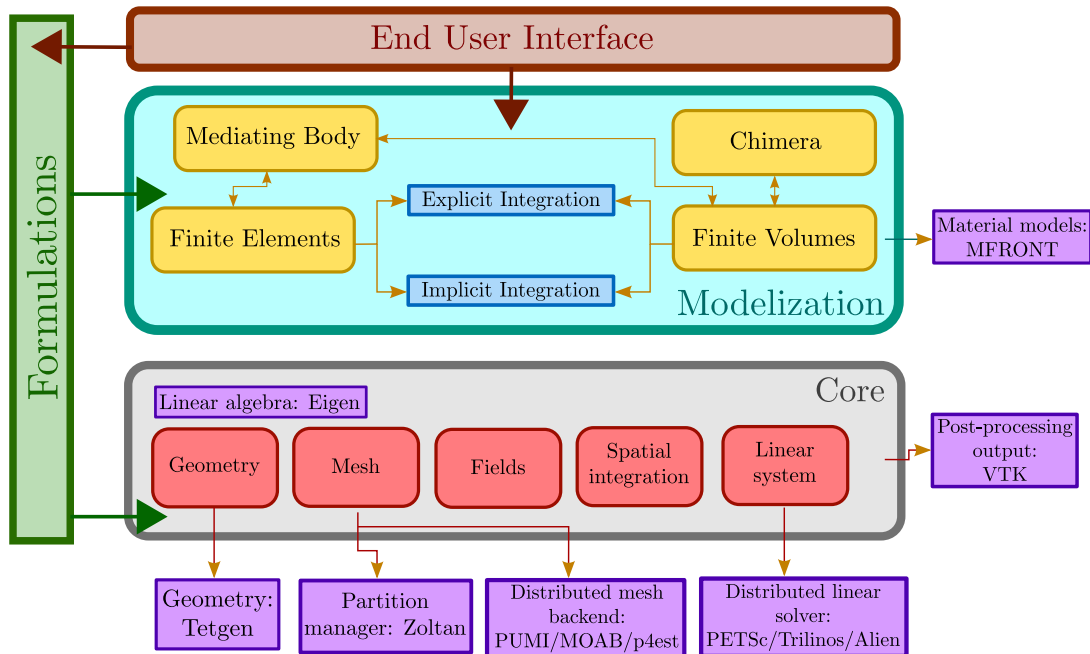 End User Interface
Formulations
Mediating Body
Chimera
Explicit Integration
Finite Elements
Finite Volumes
Implicit Integration
Modelization
Material models:
MFRONT
Core
Linear algebra: Eigen
Geometry
Mesh
Fields
Spatial
integration
Linear
system
Post-processing
output:
VTK
Geometry:
Tetgen
Partition
manager: Zoltan
Distributed mesh
backend:
PUMI/MOAB/p4est
Distributed linear
solver:
PETSc/Trilinos/Alien